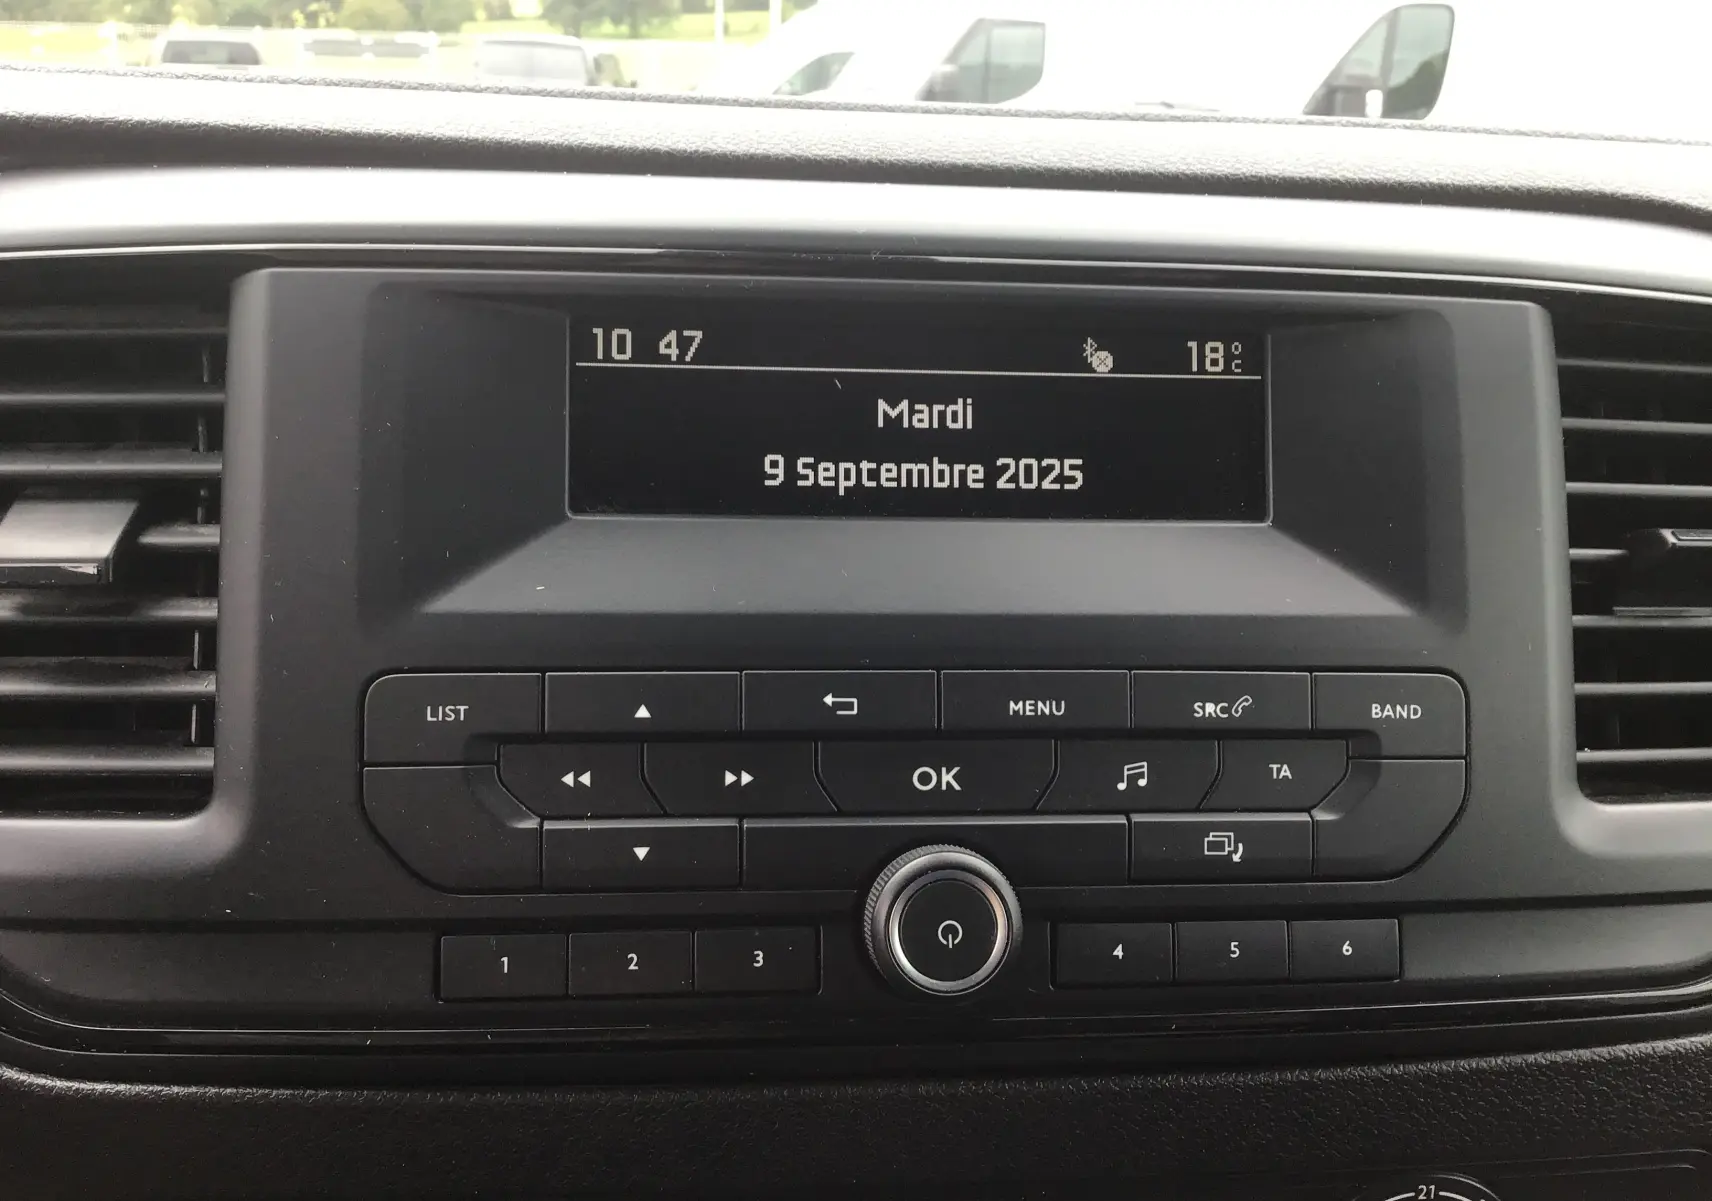 10 47 18°C
Mardi
9 Septembre 2025
LIST MENU SRC BAND
OK TA
1 2 3 4 5 6
21